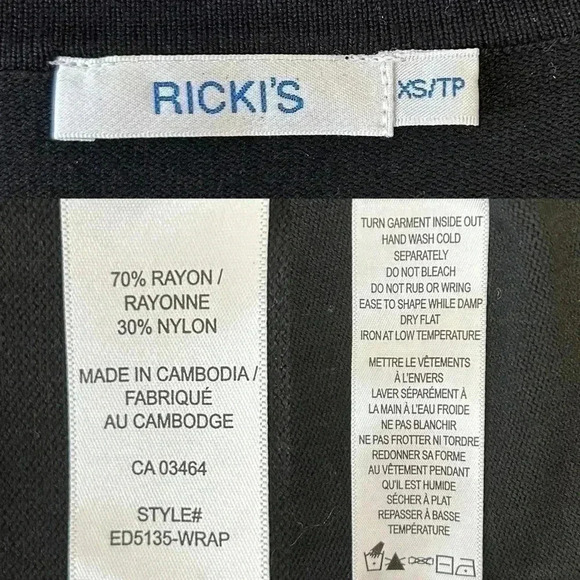 RICKI'S
XS/TP
70% RAYON /
RAYONNE
30% NYLON
MADE IN CAMBODIA /
FABRIQUÉ
AU CAMBODGE
CA 03464
STYLE#
ED5135-WRAP
TURN GARMENT INSIDE OUT
HAND WASH COLD
SEPARATELY
DO NOT BLEACH
DO NOT RUB OR WRING
EASE TO SHAPE WHILE DAMP
DRY FLAT
IRON AT LOW TEMPERATURE
METTRE LE VÊTEMENTS
À L'ENVERS
LAVER SÉPARÉMENT À
LA MAIN À L'EAU FROIDE
NE PAS BLANCHIR
NE PAS FROTTER NI TORDRE
REDONNER SA FORME
AU VÊTEMENT PENDANT
QU'IL EST HUMIDE
SÉCHER À PLAT
REPASSER À BASSE
TEMPÉRATURE